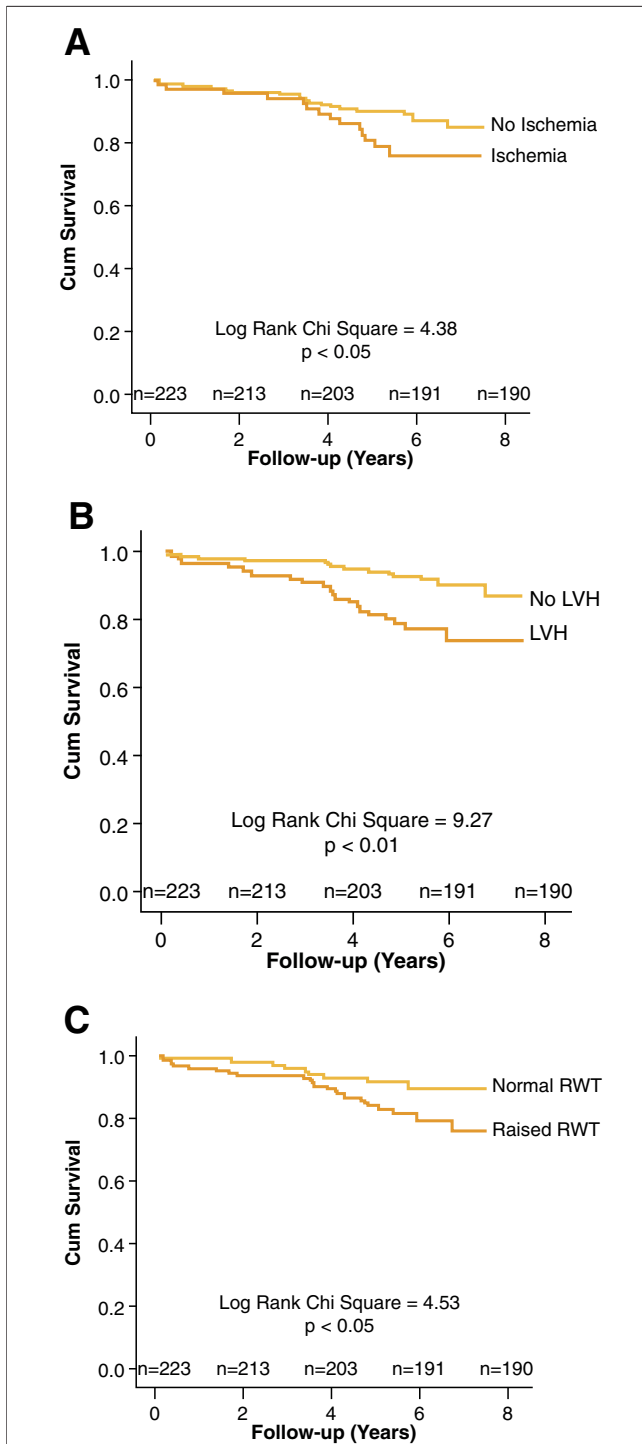 A
1.0
0.8
0.6
0.4
0.2
0.0
Cum Survival
No Ischemia
Ischemia
Log Rank Chi Square = 4.38
p < 0.05
n=223 n=213 n=203 n=191 n=190
0 2 4 6 8
Follow-up (Years)
B
1.0
0.8
0.6
0.4
0.2
0.0
Cum Survival
No LVH
LVH
Log Rank Chi Square = 9.27
p < 0.01
n=223 n=213 n=203 n=191 n=190
0 2 4 6 8
Follow-up (Years)
C
1.0
0.8
0.6
0.4
0.2
0.0
Cum Survival
Normal RWT
Raised RWT
Log Rank Chi Square = 4.53
p < 0.05
n=223 n=213 n=203 n=191 n=190
0 2 4 6 8
Follow-up (Years)